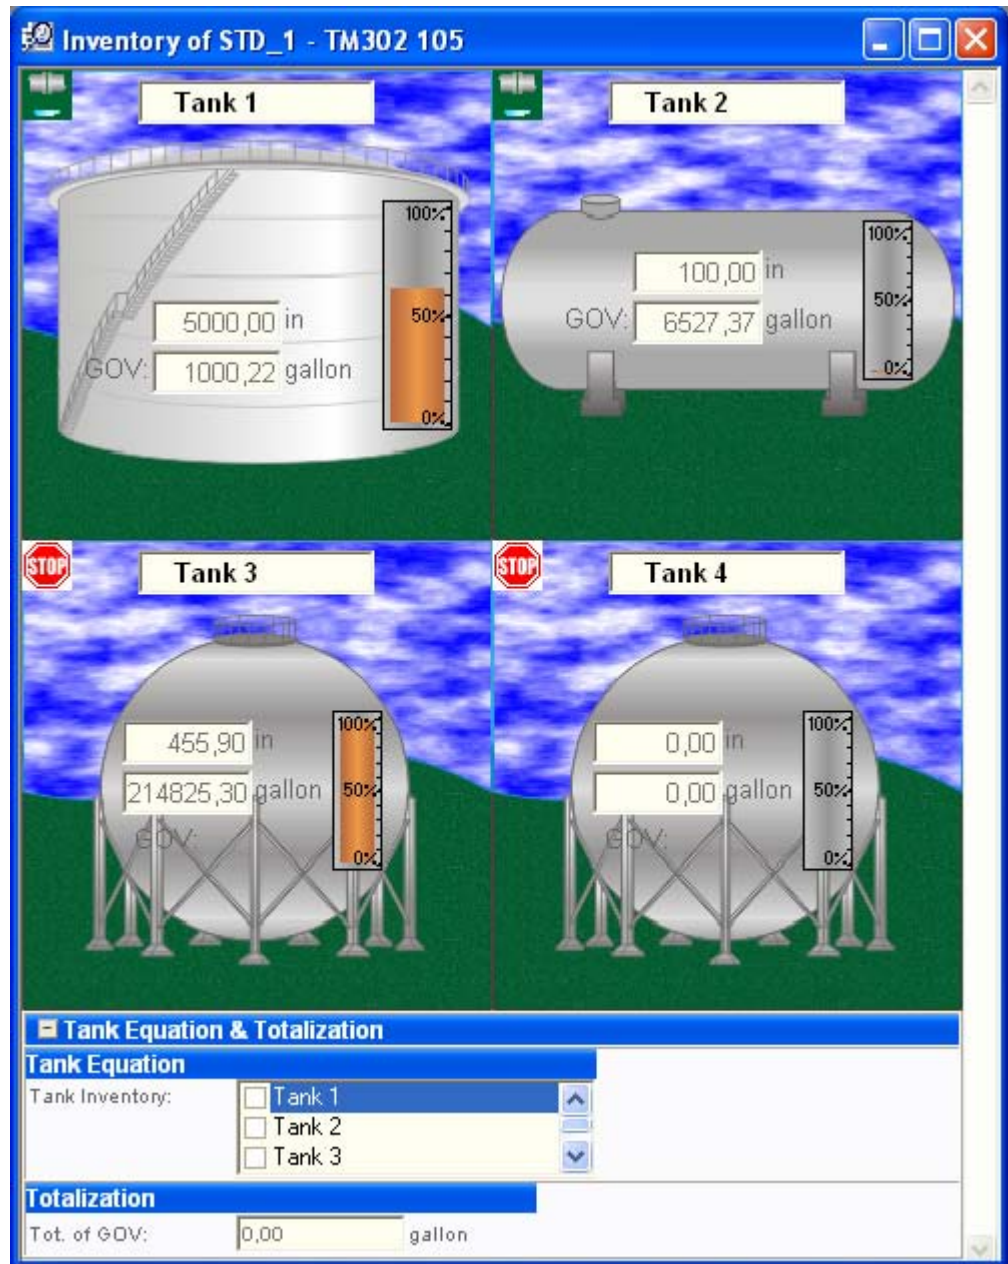 Inventory of STD_1 - TM302 105
Tank 1
100%
5000,00 in
50%
GOV: 1000,22 gallon
0%
Tank 2
100%
100,00 in
50%
GOV: 6527,37 gallon
0%
STOP
Tank 3
100%
455,90 in
214825,30 gallon
50%
GOV:
0%
STOP
Tank 4
100%
0,00 in
0,00 gallon
50%
GOV:
0%
Tank Equation & Totalization
Tank Equation
Tank Inventory:
Tank 1
Tank 2
Tank 3
Totalization
Tot. of GOV: 0,00 gallon